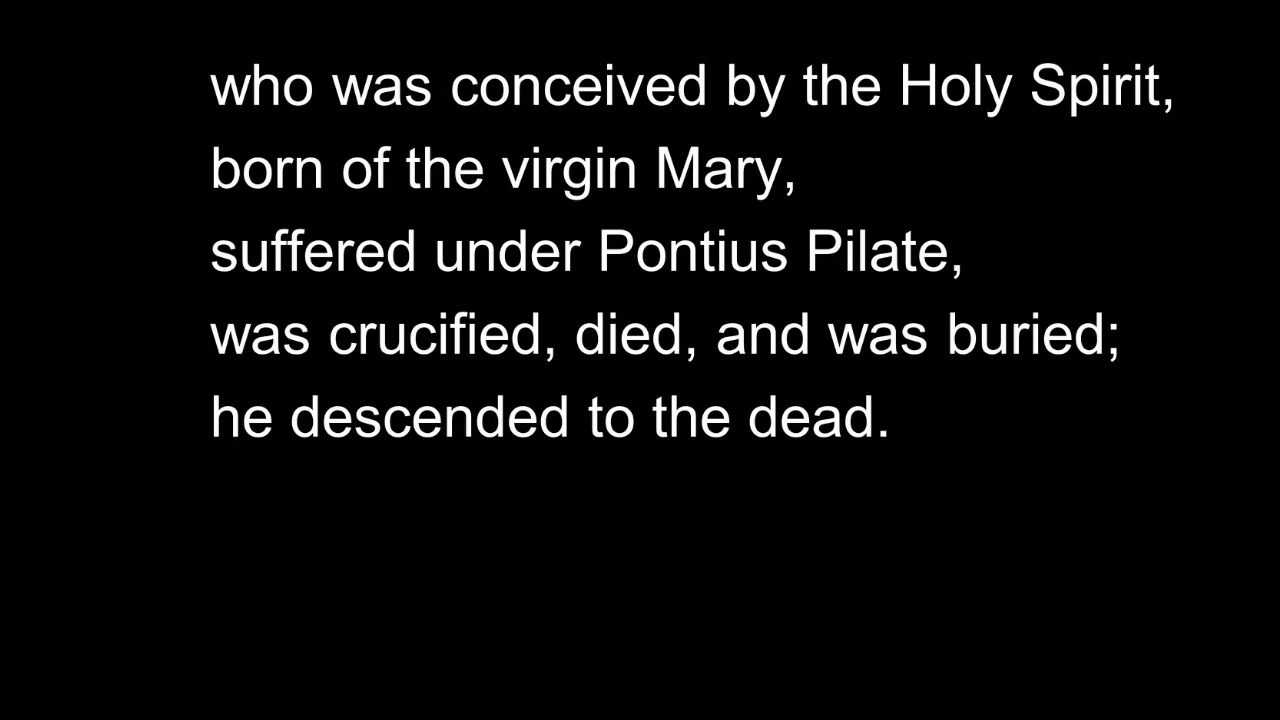 who was conceived by the Holy Spirit,
born of the virgin Mary,
suffered under Pontius Pilate,
was crucified, died, and was buried;
he descended to the dead.